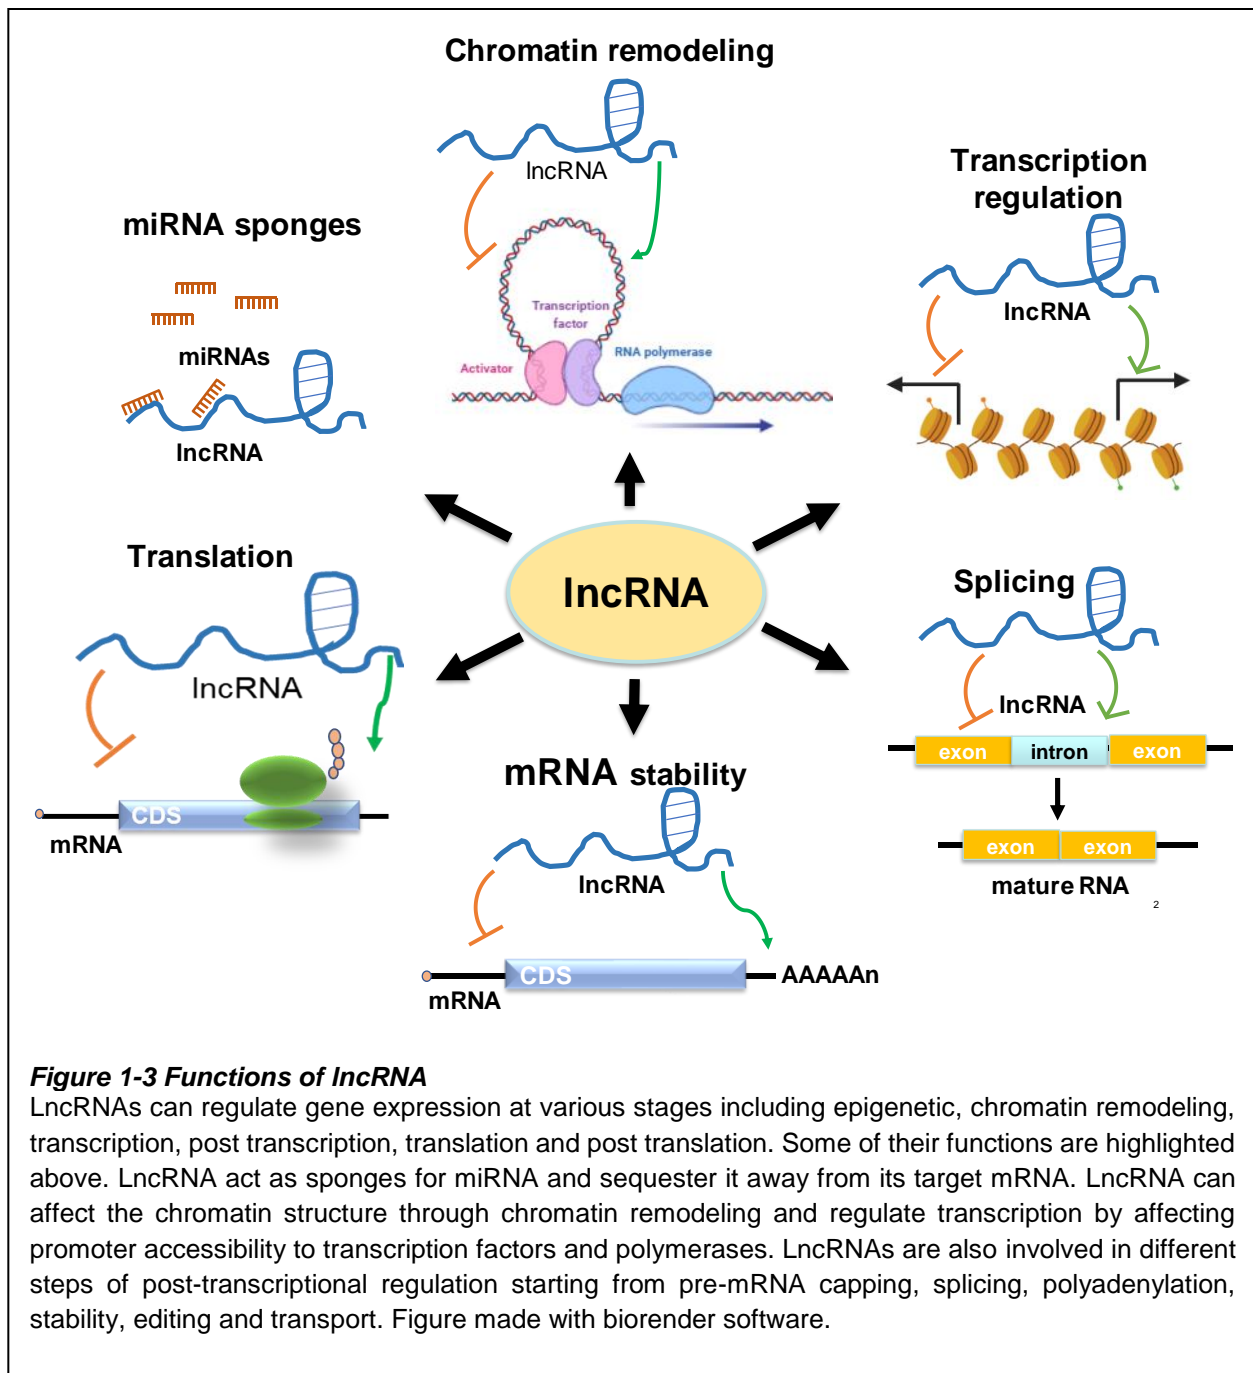 Chromatin remodeling
lncRNA
Transcription
factor
RNA polymerase
Activator
Transcription
regulation
lncRNA
miRNA sponges
miRNAs
lncRNA
lncRNA
Translation
lncRNA
CDS
mRNA
Splicing
lncRNA
exon intron exon
exon exon
mature RNA
2
mRNA stability
lncRNA
CDS
AAAAAn
mRNA
Figure 1-3 Functions of lncRNA
LncRNAs can regulate gene expression at various stages including epigenetic, chromatin remodeling,
transcription, post transcription, translation and post translation. Some of their functions are highlighted
above. LncRNA act as sponges for miRNA and sequester it away from its target mRNA. LncRNA can
affect the chromatin structure through chromatin remodeling and regulate transcription by affecting
promoter accessibility to transcription factors and polymerases. LncRNAs are also involved in different
steps of post-transcriptional regulation starting from pre-mRNA capping, splicing, polyadenylation,
stability, editing and transport. Figure made with biorender software.